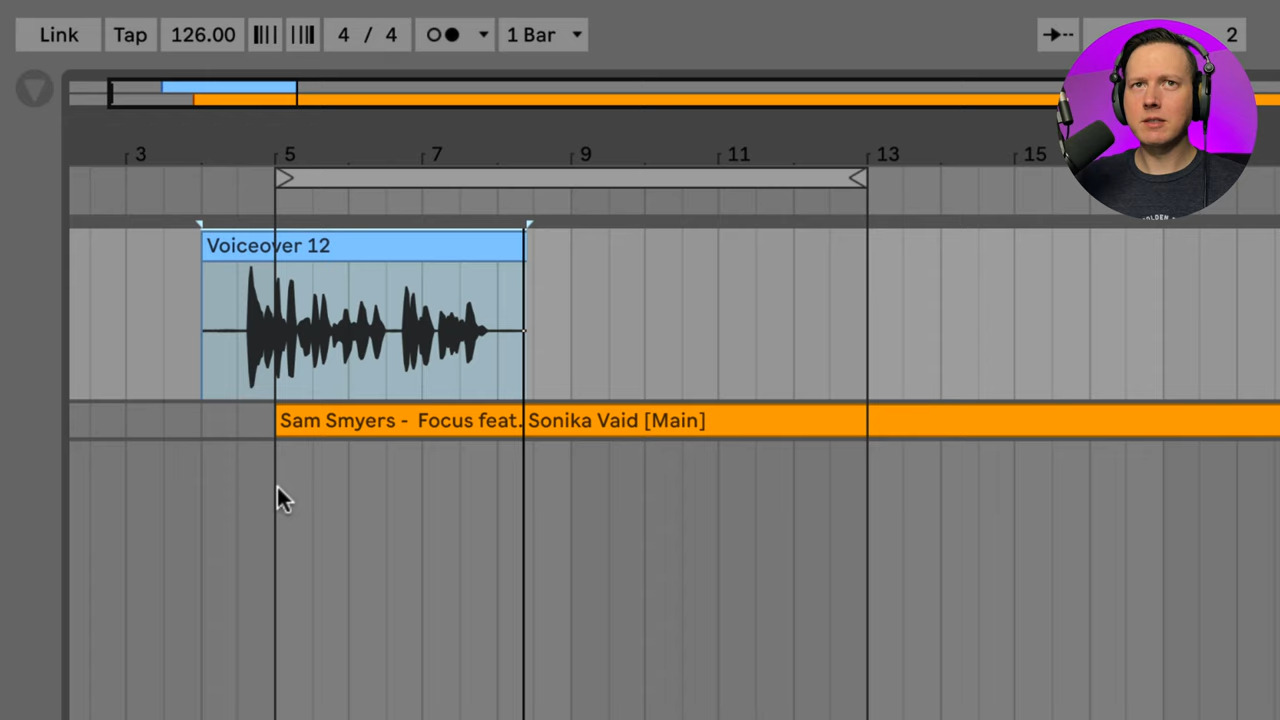 Link Tap 126.00 4 / 4 1 Bar 2
3 5 7 9 11 13 15
Voiceover 12
Sam Smyers - Focus feat. Sonika Vaid [Main]